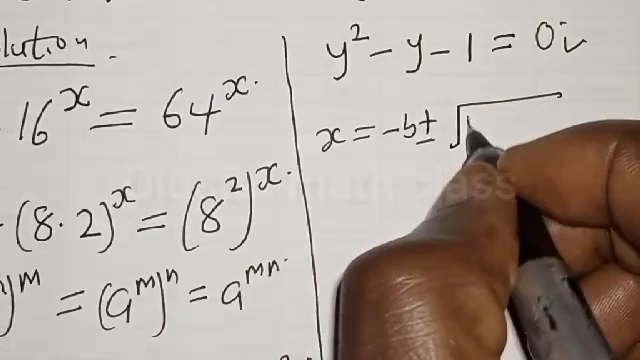 lution.
16^x = 64^x.
(8·2)^x = (8^2)^x.
)^m = (a^m)^n = a^mn.
y^2 - y - 1 = 0
x = -b ± √